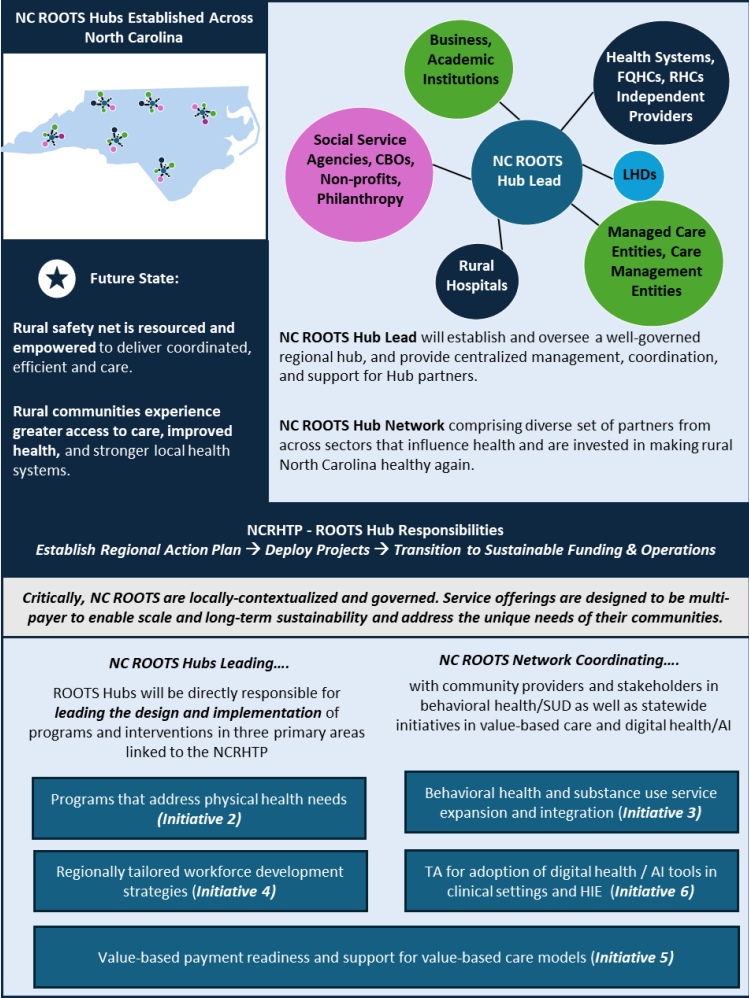 NC ROOTS Hubs Established Across
North Carolina
Business,
Academic
Institutions
Health Systems,
FQHCs, RHCs
Independent
Providers
Social Service
Agencies, CBOs,
Non-profits,
Philanthropy
NC ROOTS
Hub Lead
LHDs
Managed Care
Entities, Care
Management
Entities
Rural
Hospitals
Future State:
Rural safety net is resourced and
empowered to deliver coordinated,
efficient and care.
Rural communities experience
greater access to care, improved
health, and stronger local health
systems.
NC ROOTS Hub Lead will establish and oversee a well-governed
regional hub, and provide centralized management, coordination,
and support for Hub partners.
NC ROOTS Hub Network comprising diverse set of partners from
across sectors that influence health and are invested in making rural
North Carolina healthy again.
NCRHTP - ROOTS Hub Responsibilities
Establish Regional Action Plan → Deploy Projects → Transition to Sustainable Funding & Operations
Critically, NC ROOTS are locally-contextualized and governed. Service offerings are designed to be multi-
payer to enable scale and long-term sustainability and address the unique needs of their communities.
NC ROOTS Hubs Leading....
ROOTS Hubs will be directly responsible for
leading the design and implementation of
programs and interventions in three primary areas
linked to the NCRHTP
NC ROOTS Network Coordinating....
with community providers and stakeholders in
behavioral health/SUD as well as statewide
initiatives in value-based care and digital health/AI
Programs that address physical health needs
(Initiative 2)
Behavioral health and substance use service
expansion and integration (Initiative 3)
Regionally tailored workforce development
strategies (Initiative 4)
TA for adoption of digital health / AI tools in
clinical settings and HIE (Initiative 6)
Value-based payment readiness and support for value-based care models (Initiative 5)